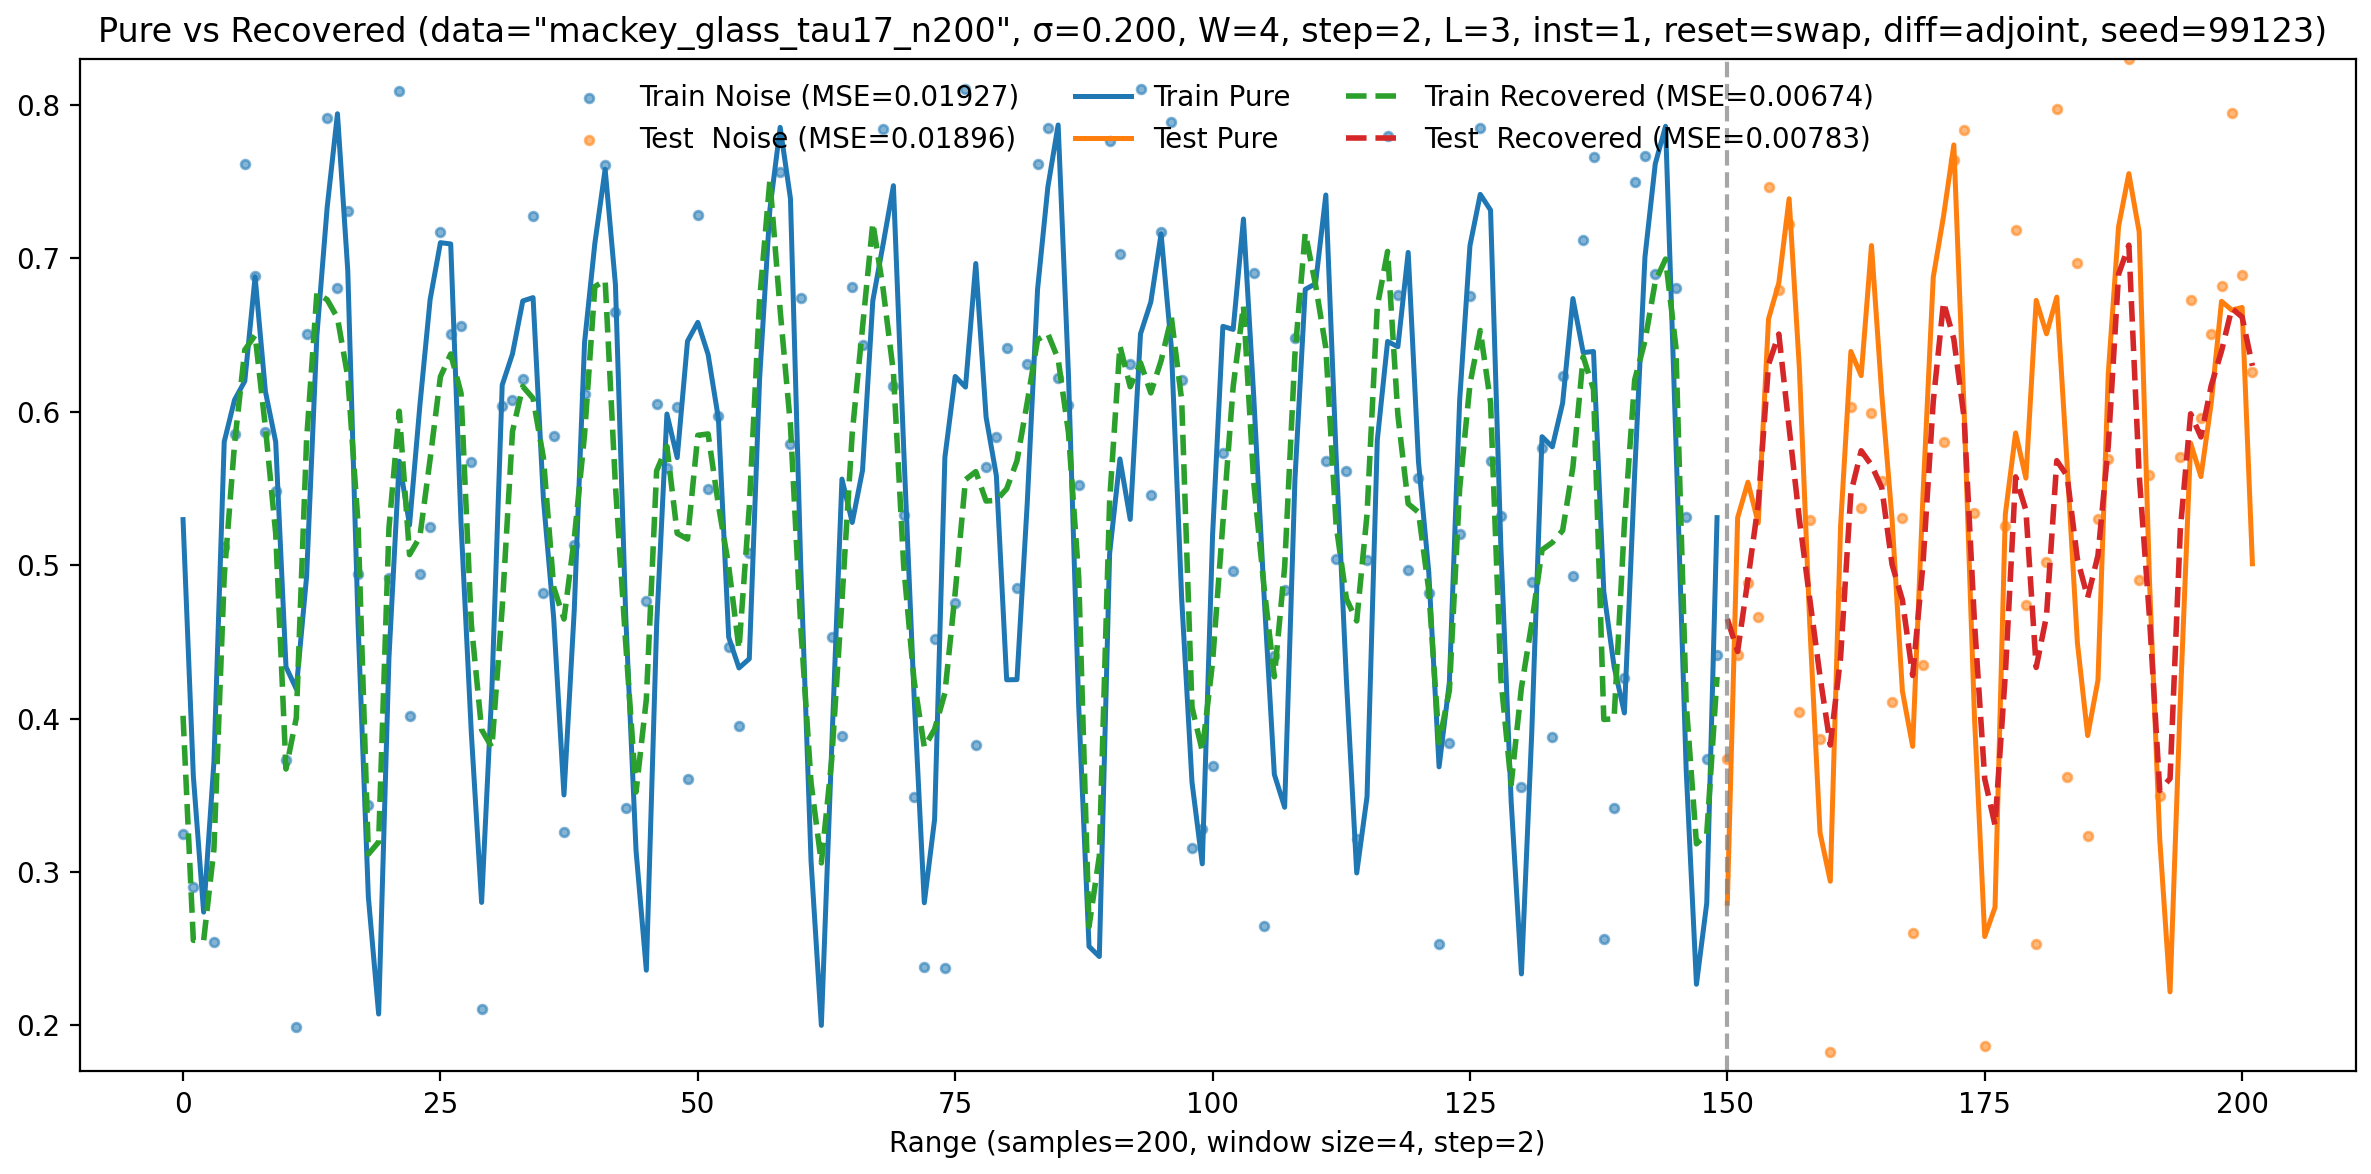 Pure vs Recovered (data="mackey_glass_tau17_n200", σ=0.200, W=4, step=2, L=3, inst=1, reset=swap, diff=adjoint, seed=99123)
Train Noise (MSE=0.01927) Train Pure Train Recovered (MSE=0.00674)
Test  Noise (MSE=0.01896) Test Pure Test  Recovered (MSE=0.00783)
0.8
0.7
0.6
0.5
0.4
0.3
0.2
0 25 50 75 100 125 150 175 200
Range (samples=200, window size=4, step=2)